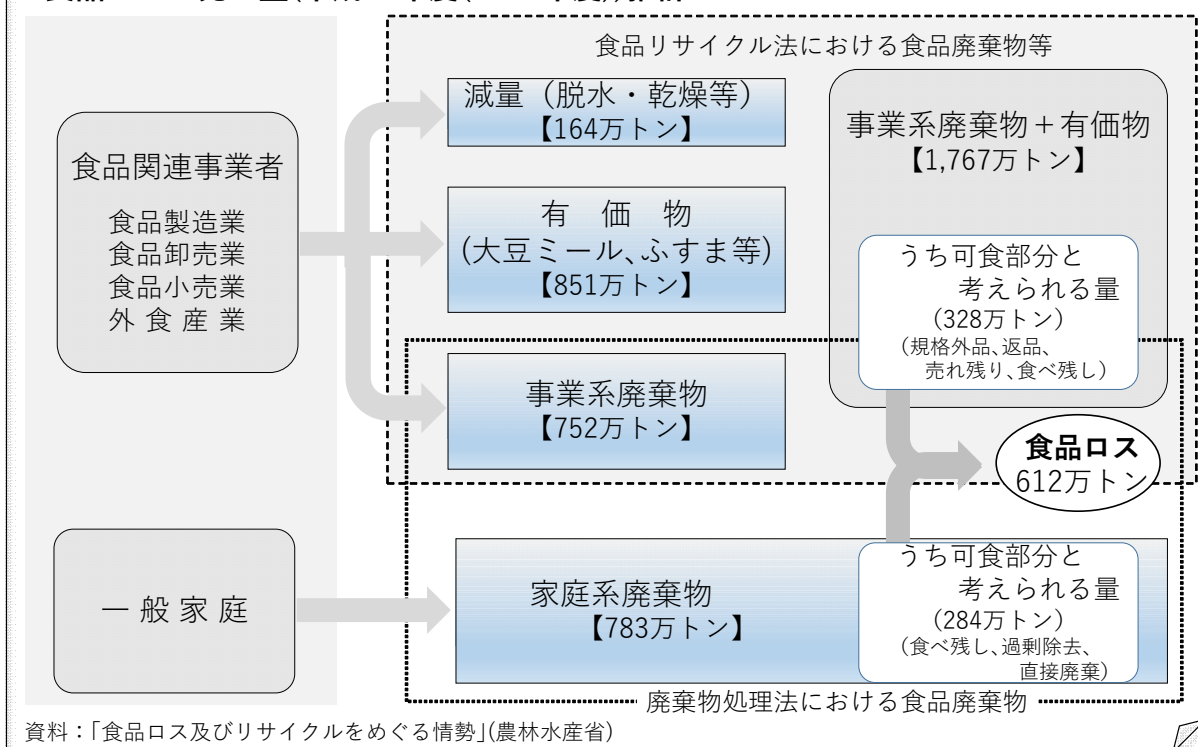 食品リサイクル法における食品廃棄物等
食品関連事業者
食品製造業
食品卸売業
食品小売業
外食産業
減量（脱水・乾燥等）
【164万トン】
有価物
(大豆ミール、ふすま等)
【851万トン】
事業系廃棄物
【752万トン】
事業系廃棄物＋有価物
【1,767万トン】
うち可食部分と
考えられる量
(328万トン)
(規格外品、返品、
売れ残り、食べ残し)
食品ロス
612万トン
一般家庭
家庭系廃棄物
【783万トン】
うち可食部分と
考えられる量
(284万トン)
(食べ残し、過剰除去、
直接廃棄)
廃棄物処理法における食品廃棄物
資料：「食品ロス及びリサイクルをめぐる情勢」(農林水産省)